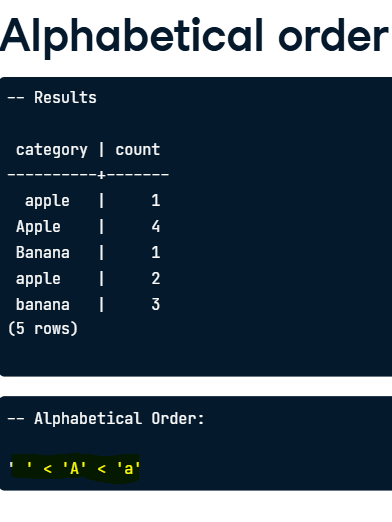 Alphabetical order
-- Results
 category | count
----------+-------
  apple   |     1
 Apple    |     4
 Banana   |     1
 apple    |     2
 banana   |     3
(5 rows)
-- Alphabetical Order:
' ' < 'A' < 'a'